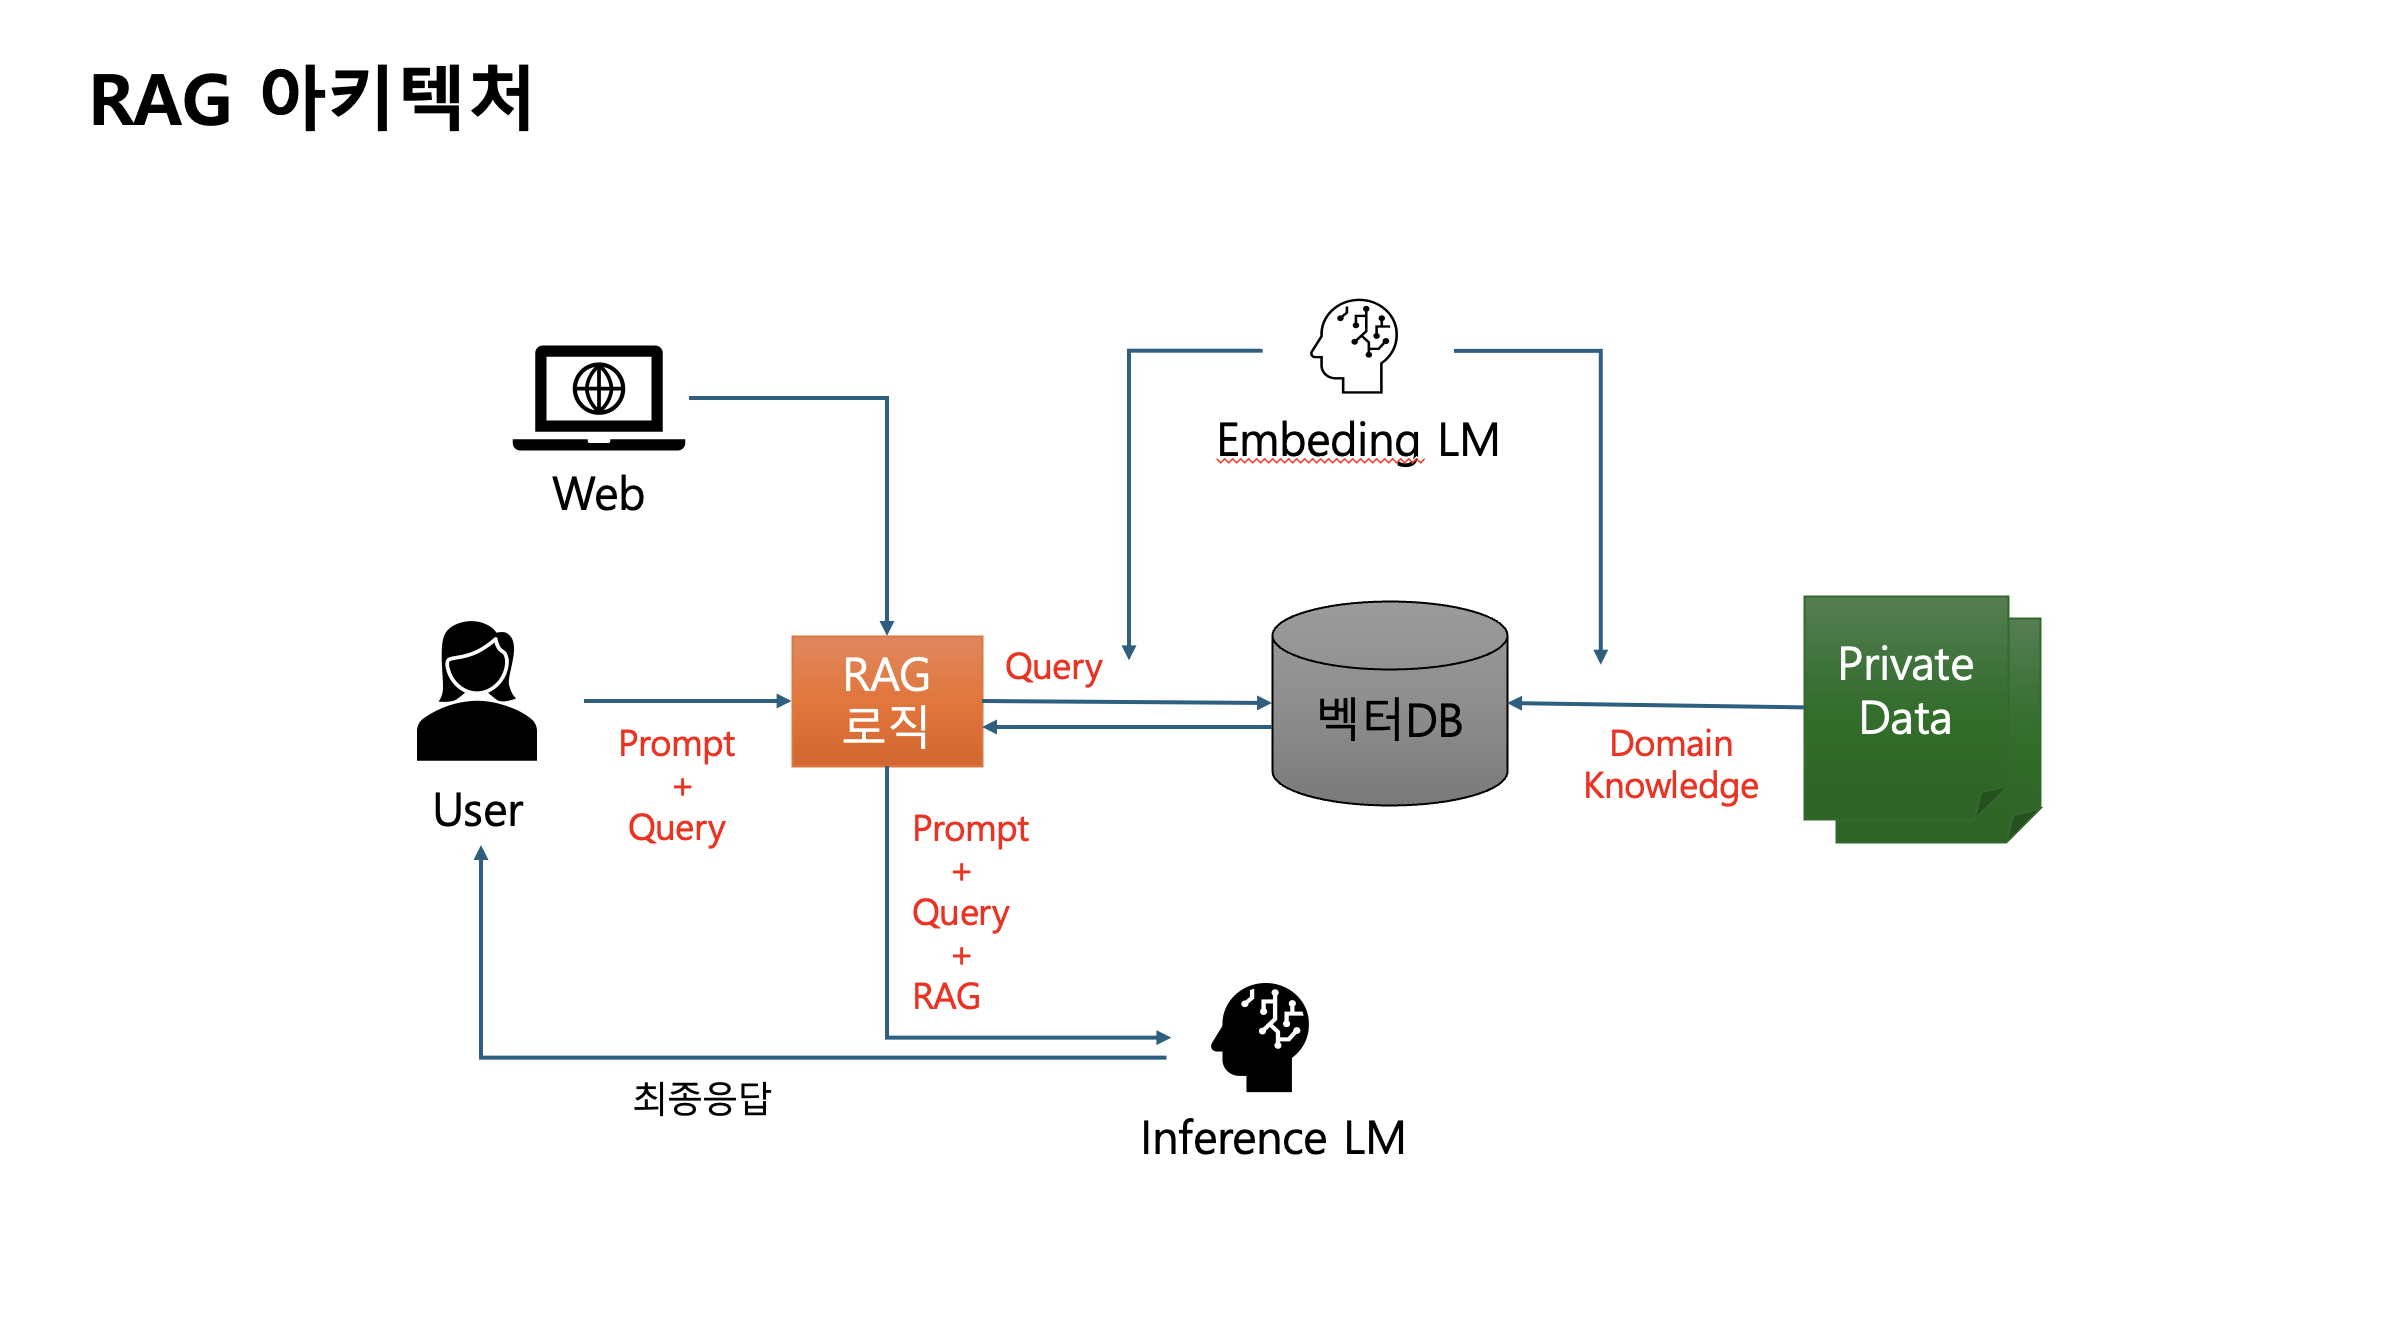 RAG 아키텍처
Embeding LM
Web
RAG
로직
Query
벡터DB
Private
Data
User
Prompt
+
Query
Domain
Knowledge
Prompt
+
Query
+
RAG
최종응답
Inference LM